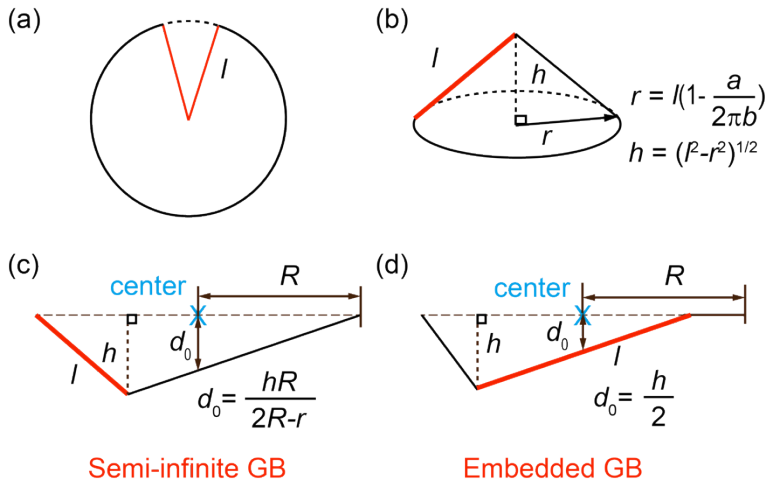 (a)
l
(b)
l
h
r
r = l(1- a/2πb)
h = (l²-r²)^1/2
(c)
center
R
h
d₀
l
d₀= hR/2R-r
Semi-infinite GB
(d)
center
R
h
d₀
l
d₀= h/2
Embedded GB